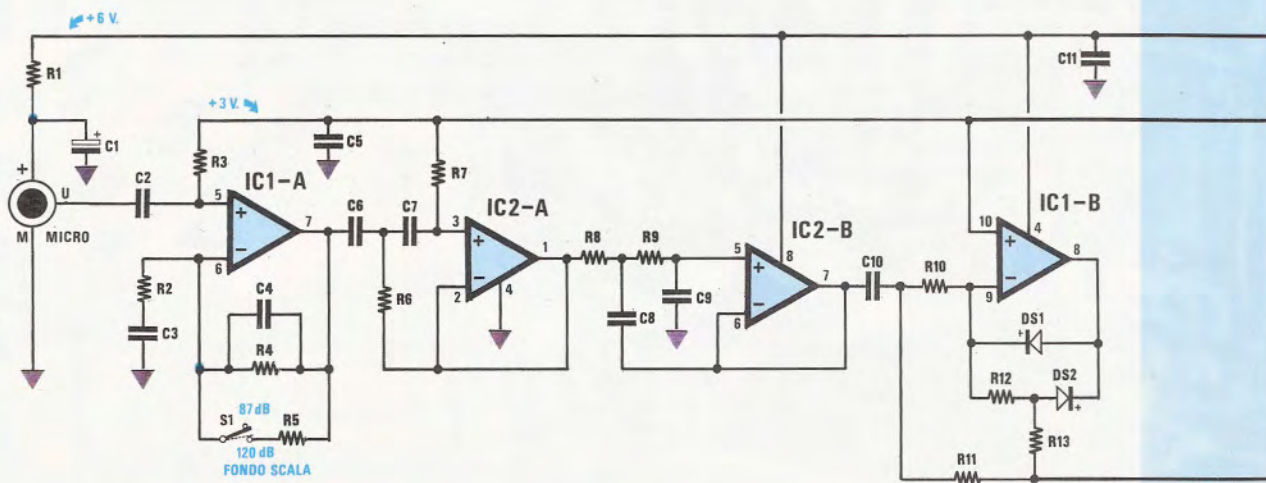 +6 V.
R1
C11
+3 V.
C1
C5
R3
R7
IC1-A
IC2-A
IC2-B
IC1-B
+
U
C2
5
+
7
C6
C7
3
+
1
R8
R9
5
+
8
7
C10
R10
10
+
4
8
M
MICRO
6
−
2
−
4
6
−
9
−
R2
C3
C4
R4
R6
C8
C9
DS1
+
R12
DS2
+
S1
87 dB
R5
120 dB
FONDO SCALA
R13
R11